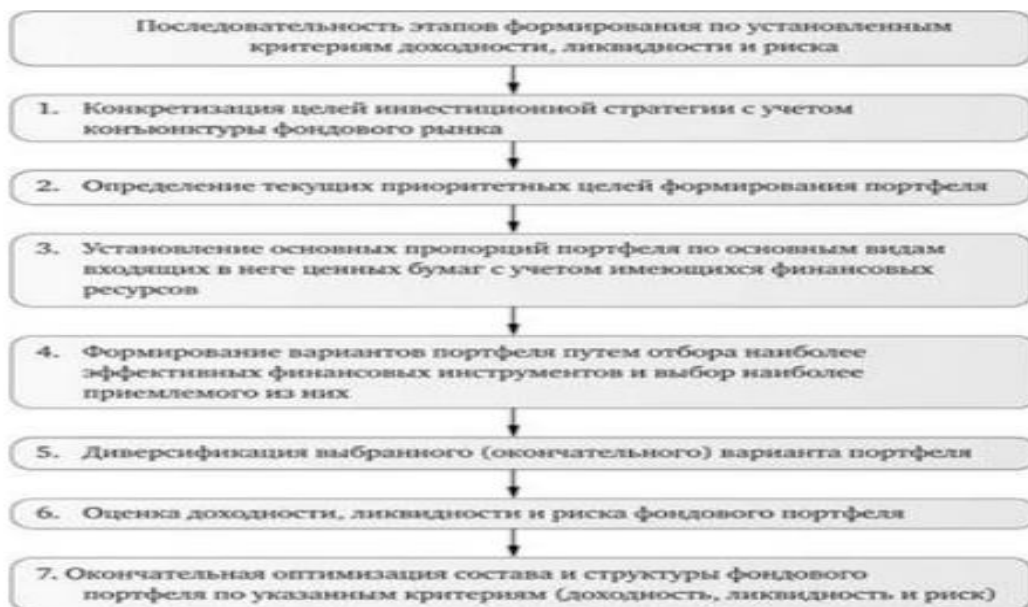 Последовательность этапов формирования по установленным
критериям доходности, ликвидности и риска
1. Конкретизация целей инвестиционной стратегии с учетом
конъюнктуры фондового рынка
2. Определение текущих приоритетных целей формирования портфеля
3. Установление основных пропорций портфеля по основным видам
входящих в неге ценных бумаг с учетом имеющихся финансовых
ресурсов
4. Формирование вариантов портфеля путем отбора наиболее
эффективных финансовых инструментов и выбор наиболее
приемлемого из них
5. Диверсификация выбранного (окончательного) варианта портфеля
6. Оценка доходности, ликвидности и риска фондового портфеля
7. Окончательная оптимизация состава и структуры фондового
портфеля по указанным критериям (доходность, ликвидность и риск)